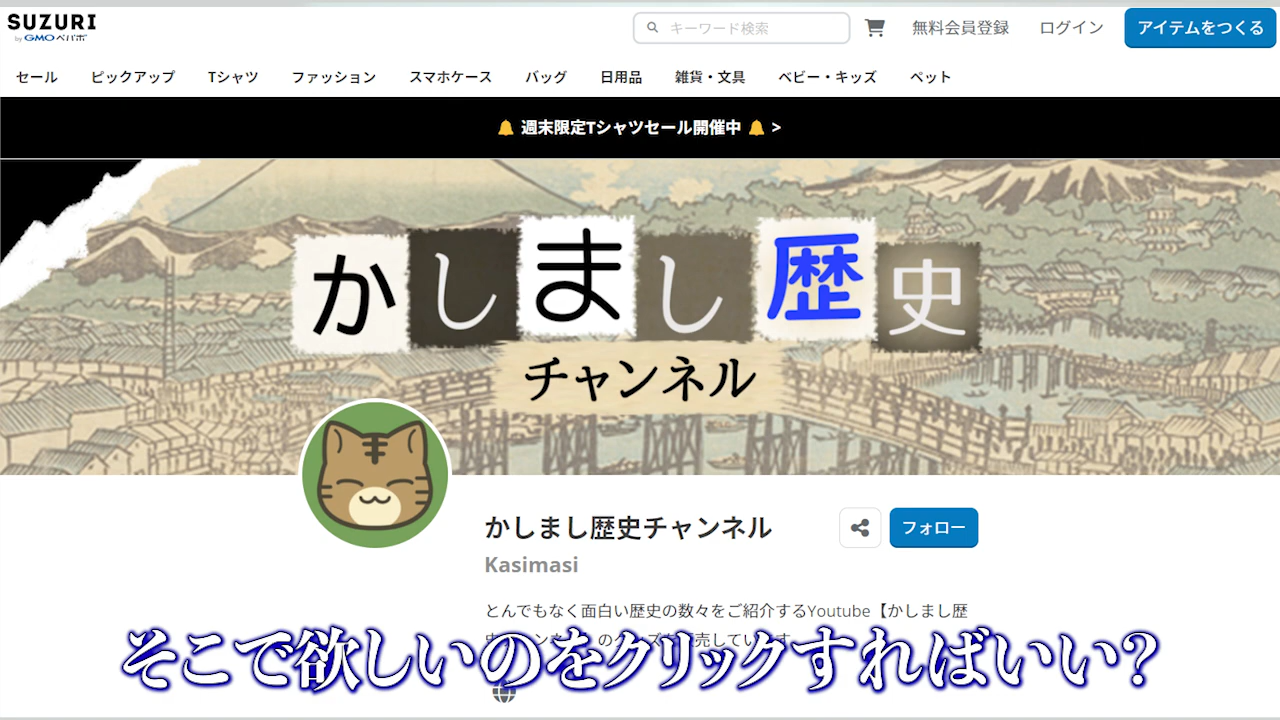 SUZURI
by GMOペパボ
キーワード検索
無料会員登録
ログイン
アイテムをつくる
セール
ピックアップ
Tシャツ
ファッション
スマホケース
バッグ
日用品
雑貨・文具
ベビー・キッズ
ペット
週末限定Tシャツセール開催中 >
かしまし歴史
チャンネル
かしまし歴史チャンネル
フォロー
Kasimasi
とんでもなく面白い歴史の数々をご紹介するYoutube【かしまし歴
そこで欲しいのをクリックすればいい?